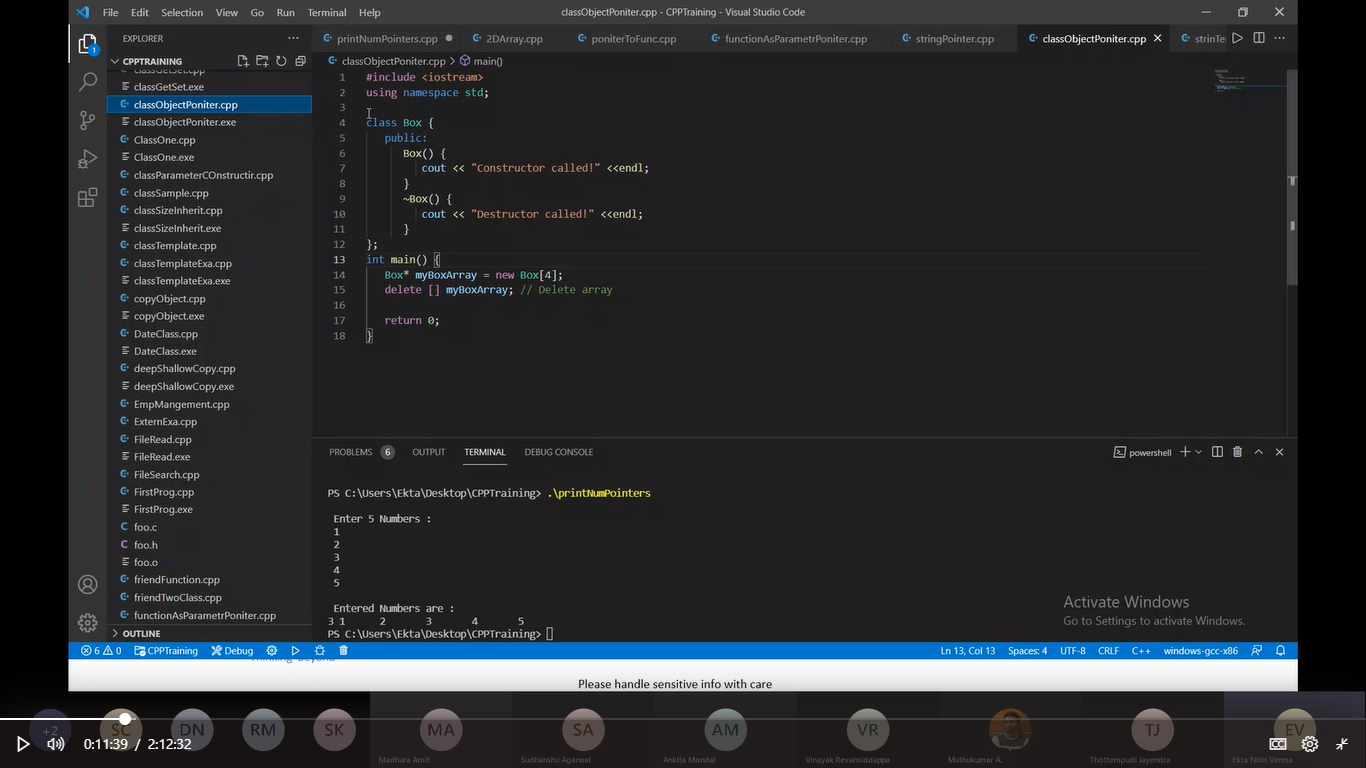 File Edit Selection View Go Run Terminal Help classObjectPoniter.cpp - CPPTraining - Visual Studio Code
EXPLORER
printNumPointers.cpp 2DArray.cpp poniterToFunc.cpp functionAsParametrPoniter.cpp stringPointer.cpp classObjectPoniter.cpp strinTe
CPPTRAINING
classObjectPoniter.cpp > main()
classGetSet.cpp
classGetSet.exe
classObjectPoniter.cpp
classObjectPoniter.exe
ClassOne.cpp
ClassOne.exe
classParameterCOnstructir.cpp
classSample.cpp
classSizeInherit.cpp
classSizeInherit.exe
classTemplate.cpp
classTemplateExa.cpp
classTemplateExa.exe
copyObject.cpp
copyObject.exe
DateClass.cpp
DateClass.exe
deepShallowCopy.cpp
deepShallowCopy.exe
EmpMangement.cpp
ExternExa.cpp
FileRead.cpp
FileRead.exe
FileSearch.cpp
FirstProg.cpp
FirstProg.exe
foo.c
foo.h
foo.o
friendFunction.cpp
friendTwoClass.cpp
functionAsParametrPoniter.cpp
OUTLINE
1 #include <iostream>
2 using namespace std;
3
4 class Box {
5 public:
6 Box() {
7 cout << "Constructor called!" <<endl;
8 }
9 ~Box() {
10 cout << "Destructor called!" <<endl;
11 }
12 };
13 int main() {
14 Box* myBoxArray = new Box[4];
15 delete [] myBoxArray; // Delete array
16
17 return 0;
18 }
PROBLEMS 6 OUTPUT TERMINAL DEBUG CONSOLE powershell
PS C:\Users\Ekta\Desktop\CPPTraining> .\printNumPointers
Enter 5 Numbers :
1
2
3
4
5
Entered Numbers are :
3 1 2 3 4 5
PS C:\Users\Ekta\Desktop\CPPTraining>
Activate Windows
Go to Settings to activate Windows.
6 0 CPPTraining Debug Ln 13, Col 13 Spaces: 4 UTF-8 CRLF C++ windows-gcc-x86
Please handle sensitive info with care
+2 SC DN RM SK MA SA AM VR TJ EV
0:11:39 / 2:12:32 CC
Madhura Amit Sudhanshu Agarwal Ankita Mondal Vinayak Revansiddappa Muthukumar A. Thottempudi Jayendra Ekta Nitin Verma